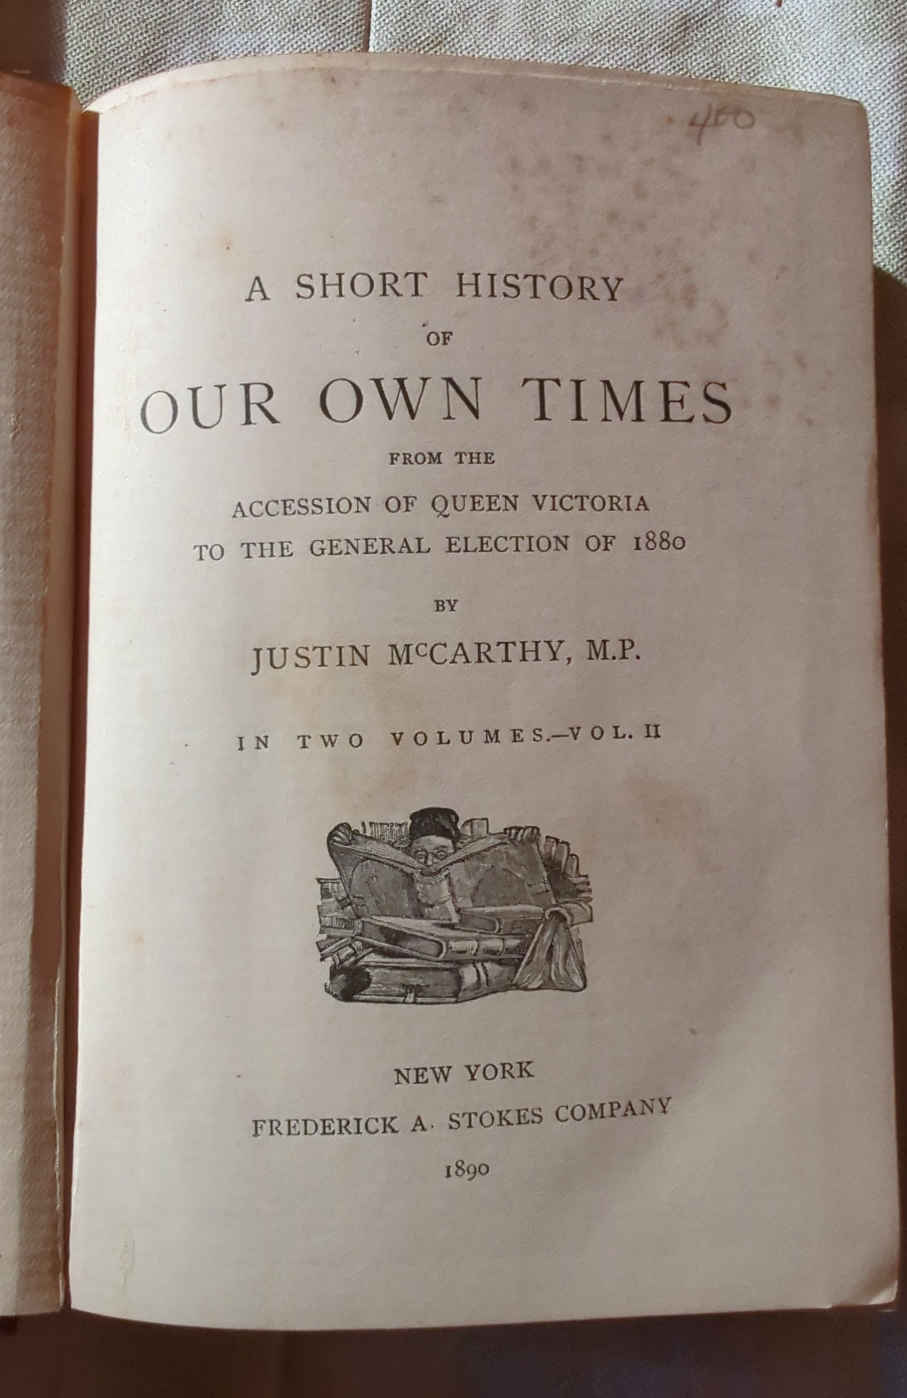 400
A SHORT HISTORY
OF
OUR OWN TIMES
FROM THE
ACCESSION OF QUEEN VICTORIA
TO THE GENERAL ELECTION OF 1880
BY
JUSTIN McCARTHY, M.P.
IN TWO VOLUMES.—VOL. II
NEW YORK
FREDERICK A. STOKES COMPANY
1890